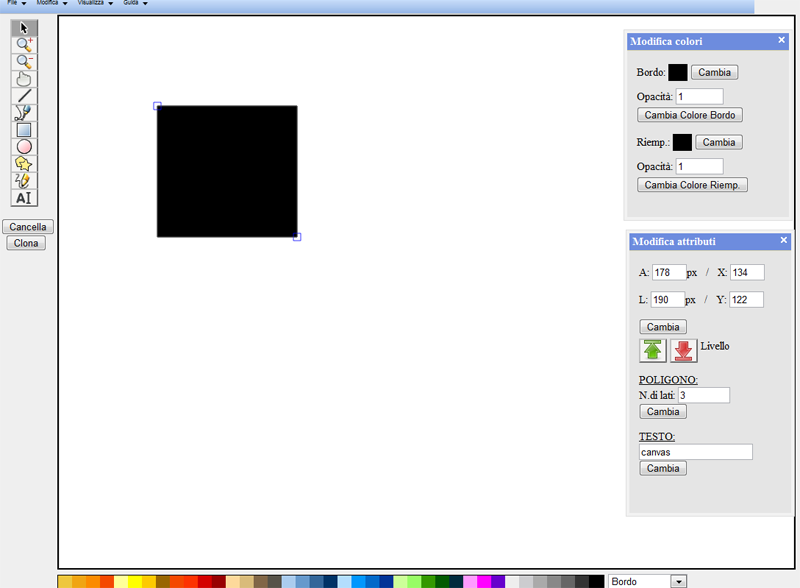 File Modifica Visualizza Guida
Modifica colori ×
Bordo: Cambia
Opacità: 1
Cambia Colore Bordo
Riemp.: Cambia
Opacità: 1
Cambia Colore Riemp.
AI
Cancella
Clona
Modifica attributi ×
A: 178 px / X: 134
L: 190 px / Y: 122
Cambia
Livello
POLIGONO:
N.di lati: 3
Cambia
TESTO:
canvas
Cambia
Bordo